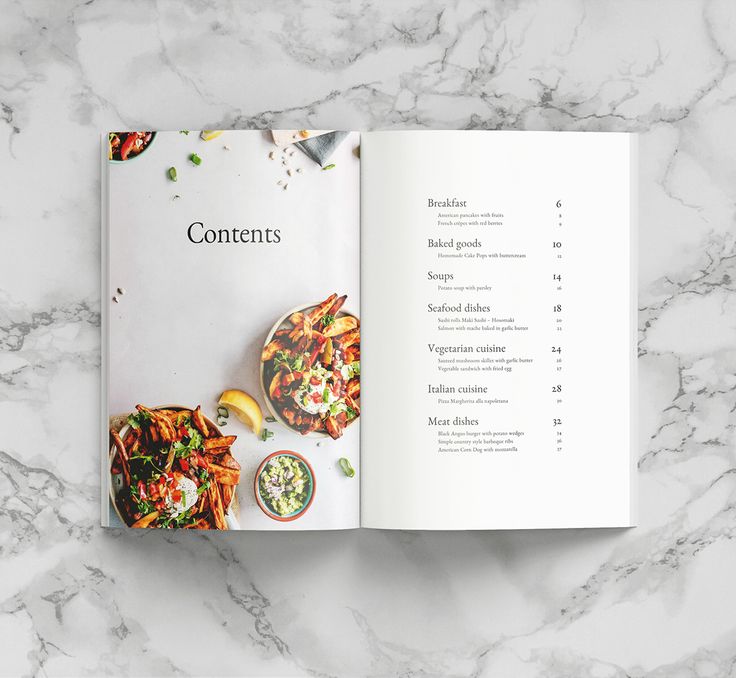 Contents
Breakfast 6
American pancakes with fruits 8
French crêpes with red berries 9
Baked goods 10
Homemade Cake Pops with buttercream 12
Soups 14
Potato soup with parsley 16
Seafood dishes 18
Sushi rolls Maki Sushi – Hosomaki 20
Salmon with mache baked in garlic butter 22
Vegetarian cuisine 24
Sauteed mushroom skillet with garlic butter 26
Vegetable sandwich with fried egg 27
Italian cuisine 28
Pizza Margherita alla napoletana 30
Meat dishes 32
Black Angus burger with potato wedges 34
Simple country style barbeque ribs 36
American Corn Dog with mozzarella 37